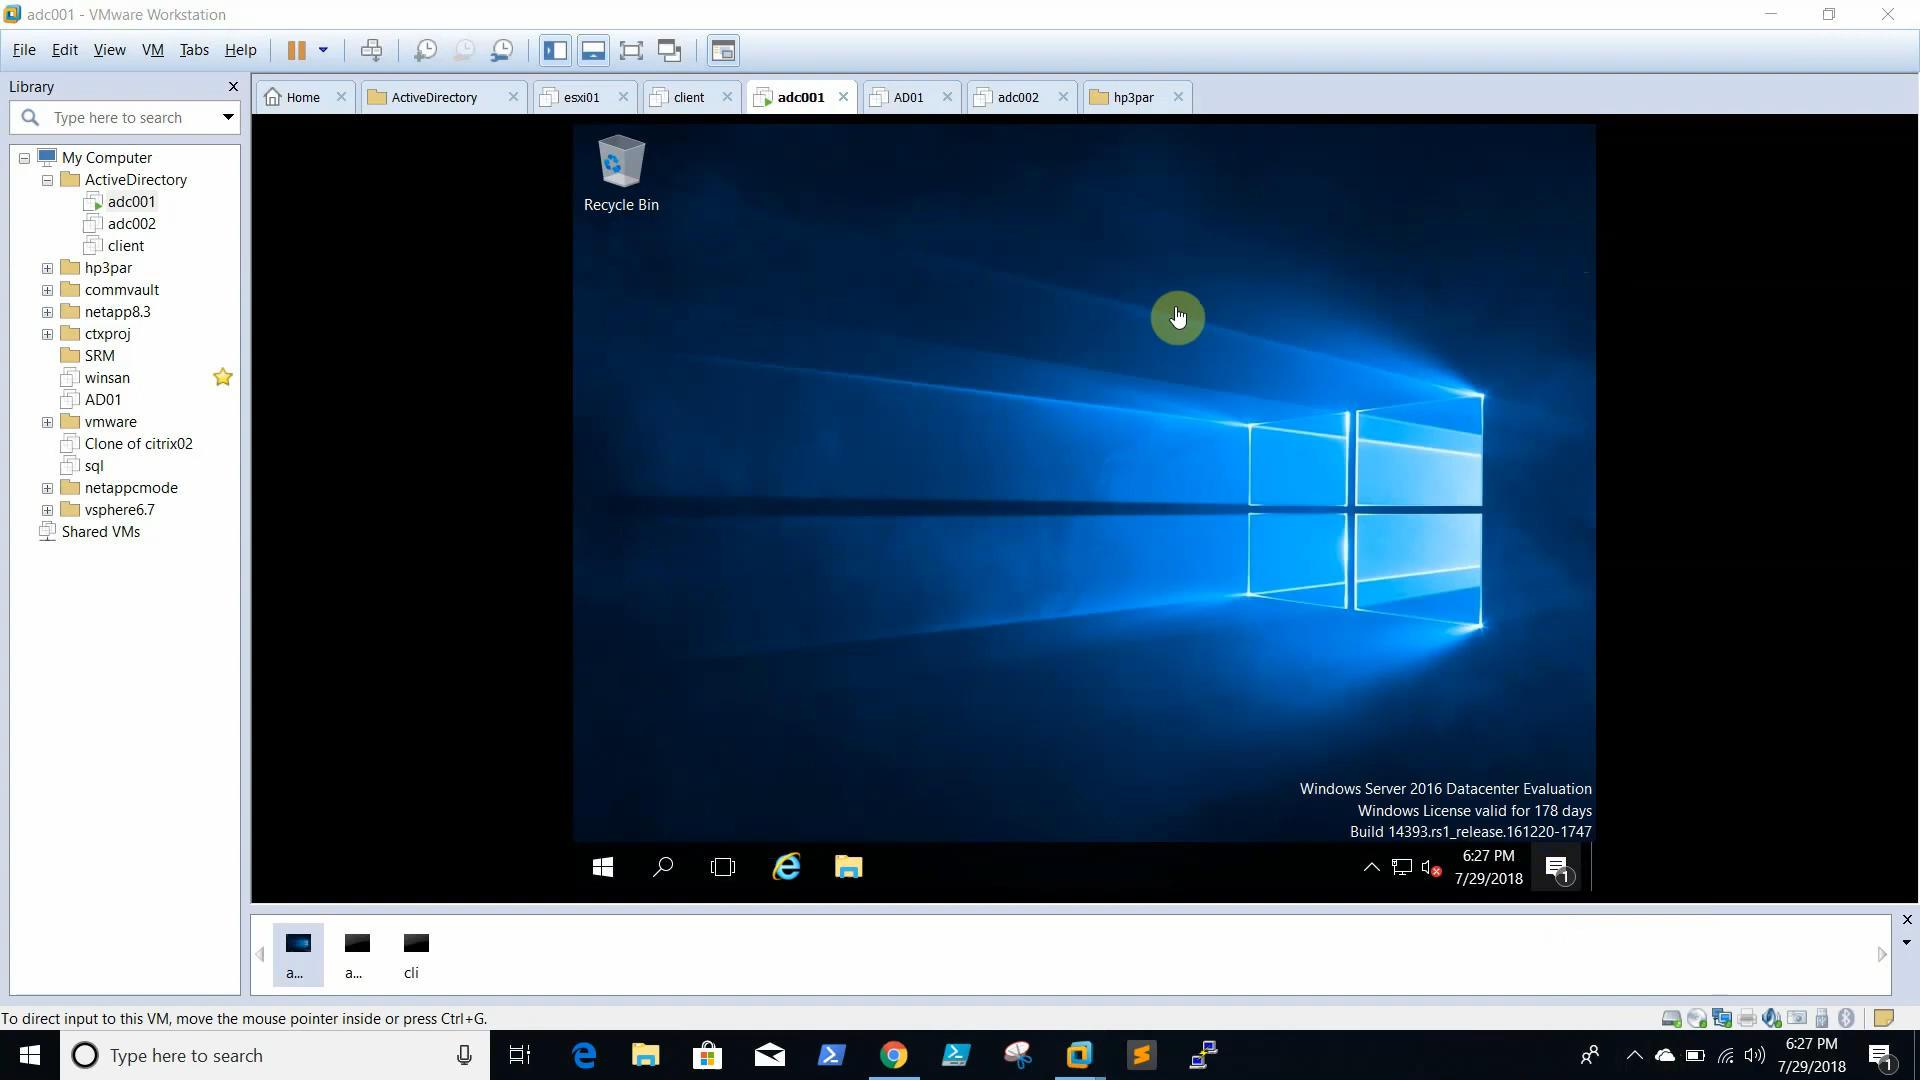 adc001 - VMware Workstation
File Edit View VM Tabs Help
Library
Type here to search
Home
ActiveDirectory
esxi01
client
adc001
AD01
adc002
hp3par
My Computer
ActiveDirectory
adc001
adc002
client
hp3par
commvault
netapp8.3
ctxproj
SRM
winsan
AD01
vmware
Clone of citrix02
sql
netappcmode
vsphere6.7
Shared VMs
Recycle Bin
Windows Server 2016 Datacenter Evaluation
Windows License valid for 178 days
Build 14393.rs1_release.161220-1747
6:27 PM
7/29/2018
1
a...
a...
cli
To direct input to this VM, move the mouse pointer inside or press Ctrl+G.
Type here to search
6:27 PM
7/29/2018
1